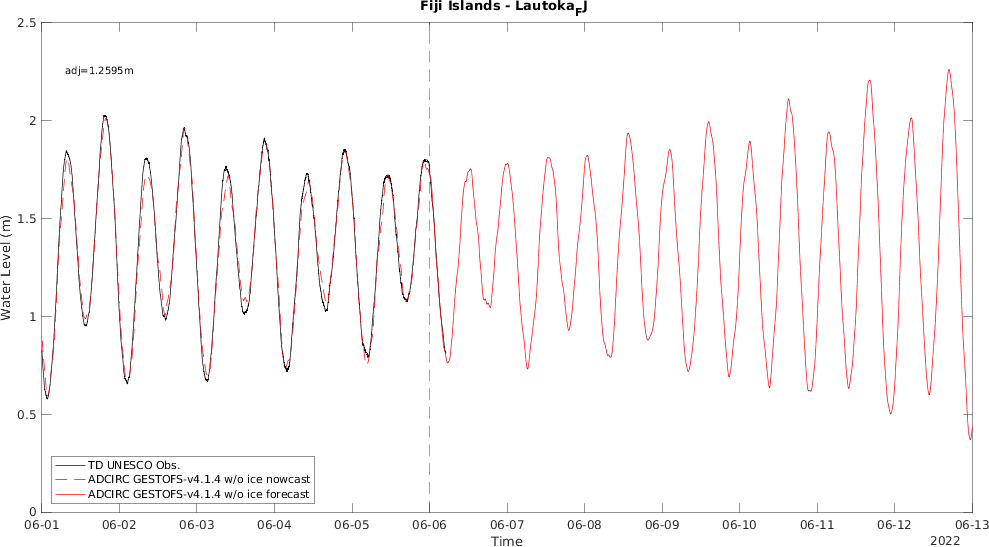 Fiji Islands - Lautoka_FJ
adj=1.2595m
2.5
2
1.5
1
0.5
0
Water Level (m)
TD UNESCO Obs.
ADCIRC GESTOFS-v4.1.4 w/o ice nowcast
ADCIRC GESTOFS-v4.1.4 w/o ice forecast
06-01 06-02 06-03 06-04 06-05 06-06 06-07 06-08 06-09 06-10 06-11 06-12 06-13
Time
2022